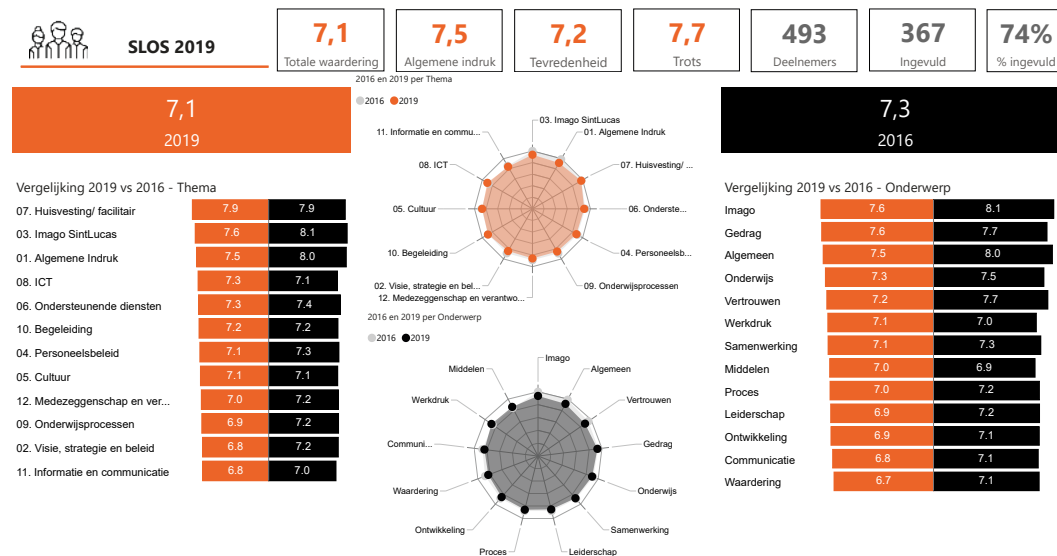 SLOS 2019
7,1
Totale waardering
7,5
Algemene indruk
7,2
Tevredenheid
7,7
Trots
493
Deelnemers
367
Ingevuld
74%
% ingevuld
7,1
2019
2016 en 2019 per Thema
2016 2019
03. Imago SintLucas
01. Algemene Indruk
07. Huisvesting/ ...
06. Onderste...
04. Personeelsb...
09. Onderwijsprocessen
12. Medezeggenschap en verantwo...
02. Visie, strategie en bel...
10. Begeleiding
05. Cultuur
08. ICT
11. Informatie en commu...
7,3
2016
Vergelijking 2019 vs 2016 - Thema
07. Huisvesting/ facilitair 7.9 7.9
03. Imago SintLucas 7.6 8.1
01. Algemene Indruk 7.5 8.0
08. ICT 7.3 7.1
06. Ondersteunende diensten 7.3 7.4
10. Begeleiding 7.2 7.2
04. Personeelsbeleid 7.1 7.3
05. Cultuur 7.1 7.1
12. Medezeggenschap en ver... 7.0 7.2
09. Onderwijsprocessen 6.9 7.2
02. Visie, strategie en beleid 6.8 7.2
11. Informatie en communicatie 6.8 7.0
2016 en 2019 per Onderwerp
2016 2019
Imago
Algemeen
Vertrouwen
Gedrag
Onderwijs
Samenwerking
Leiderschap
Proces
Ontwikkeling
Waardering
Communi...
Werkdruk
Middelen
Vergelijking 2019 vs 2016 - Onderwerp
Imago 7.6 8.1
Gedrag 7.6 7.7
Algemeen 7.5 8.0
Onderwijs 7.3 7.5
Vertrouwen 7.2 7.7
Werkdruk 7.1 7.0
Samenwerking 7.1 7.3
Middelen 7.0 6.9
Proces 7.0 7.2
Leiderschap 6.9 7.2
Ontwikkeling 6.9 7.1
Communicatie 6.8 7.1
Waardering 6.7 7.1